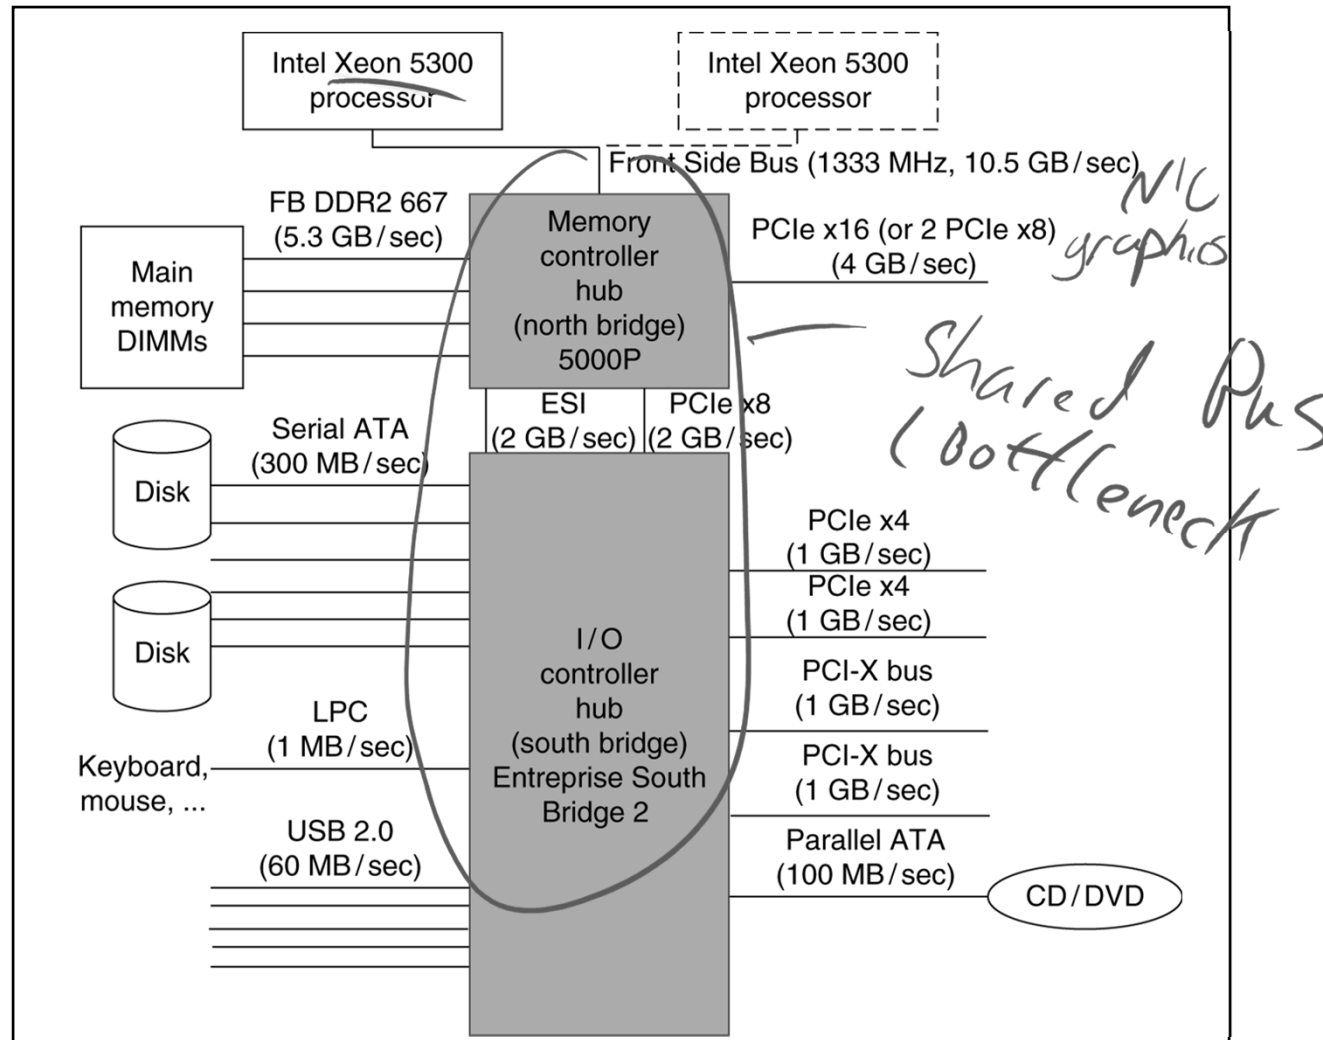 Intel Xeon 5300
processor
Intel Xeon 5300
processor
Front Side Bus (1333 MHz, 10.5 GB/sec)
FB DDR2 667
(5.3 GB/sec)
Main
memory
DIMMs
Memory
controller
hub
(north bridge)
5000P
PCIe x16 (or 2 PCIe x8)
(4 GB/sec)
NIC
graphics
Shared Bus
(Bottleneck
ESI
(2 GB/sec)
PCIe x8
(2 GB/sec)
Serial ATA
(300 MB/sec)
Disk
Disk
LPC
(1 MB/sec)
Keyboard,
mouse, ...
USB 2.0
(60 MB/sec)
I/O
controller
hub
(south bridge)
Entreprise South
Bridge 2
PCIe x4
(1 GB/sec)
PCIe x4
(1 GB/sec)
PCI-X bus
(1 GB/sec)
PCI-X bus
(1 GB/sec)
Parallel ATA
(100 MB/sec)
CD/DVD